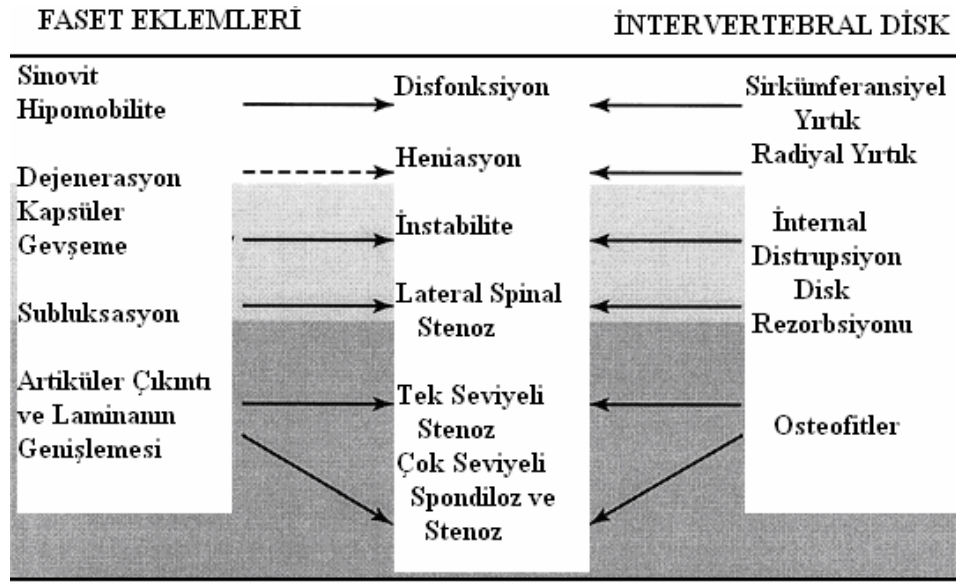 FASET EKLEMLERİ
İNTERVERTEBRAL DİSK
Sinovit
Hipomobilite
Dejenerasyon
Kapsüler
Gevşeme
Subluksasyon
Artiküler Çıkıntı
ve Laminanın
Genişlemesi
Disfonksiyon
Heniasyon
İnstabilite
Lateral Spinal
Stenoz
Tek Seviyeli
Stenoz
Çok Seviyeli
Spondiloz ve
Stenoz
Sirkümferansiyel
Yırtık
Radiyal Yırtık
İnternal
Distrupsiyon
Disk
Rezorbsiyonu
Osteofitler